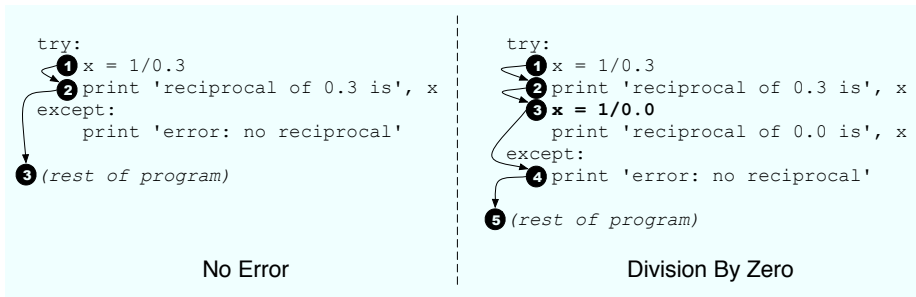 try:
1 x = 1/0.3
2 print 'reciprocal of 0.3 is', x
except:
print 'error: no reciprocal'
3 (rest of program)
No Error
try:
1 x = 1/0.3
2 print 'reciprocal of 0.3 is', x
3 x = 1/0.0
print 'reciprocal of 0.0 is', x
except:
4 print 'error: no reciprocal'
5 (rest of program)
Division By Zero